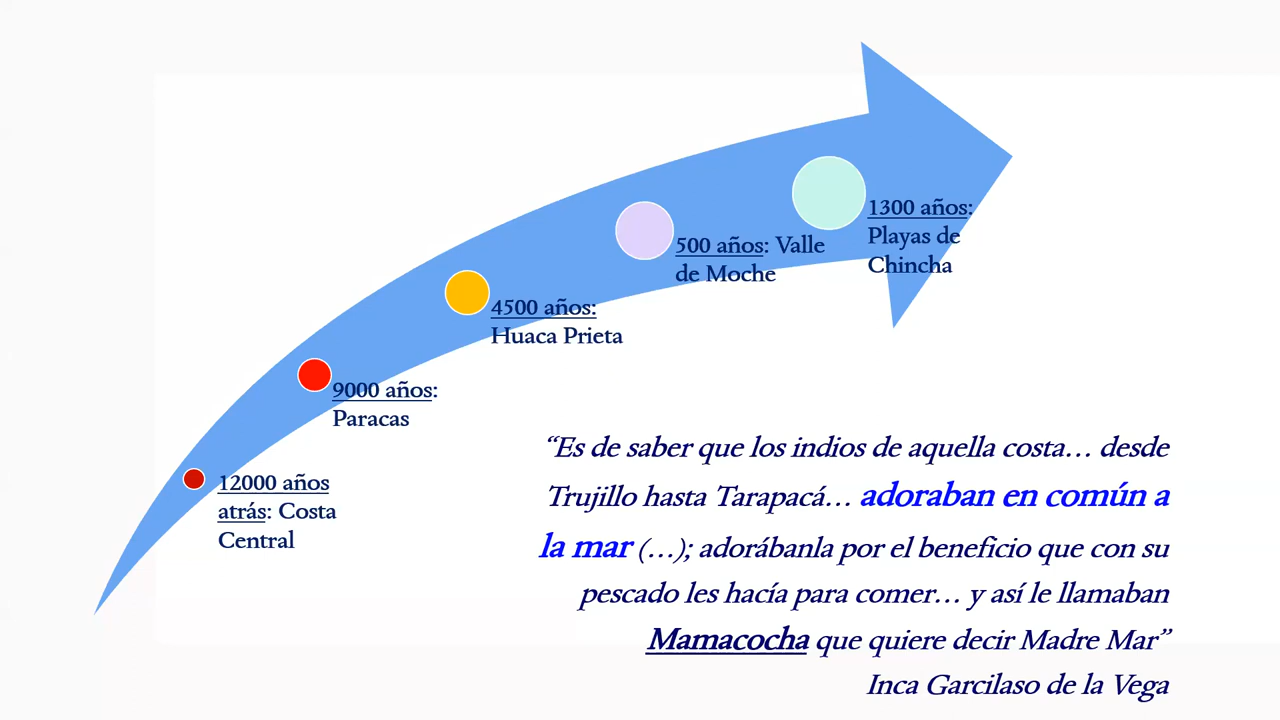 12000 años
atrás: Costa
Central
9000 años:
Paracas
4500 años:
Huaca Prieta
500 años: Valle
de Moche
1300 años:
Playas de
Chincha
“Es de saber que los indios de aquella costa… desde
Trujillo hasta Tarapacá… adoraban en común a
la mar (…); adorábanla por el beneficio que con su
pescado les hacía para comer… y así le llamaban
Mamacocha que quiere decir Madre Mar”
Inca Garcilaso de la Vega